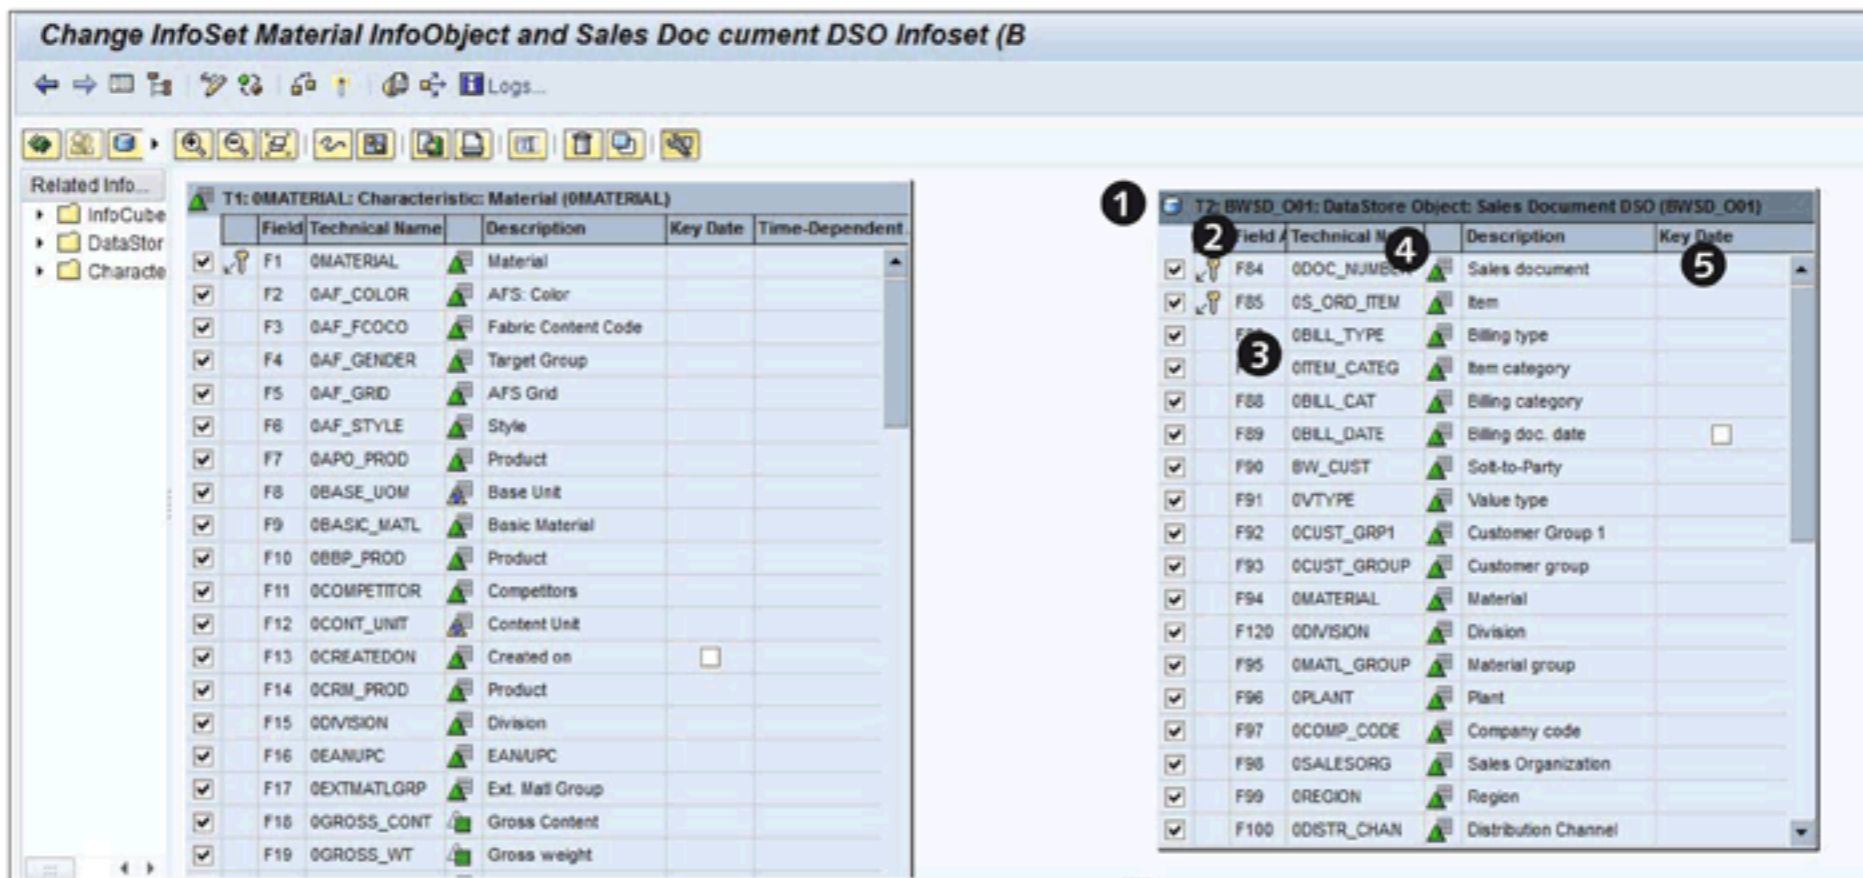 Change InfoSet Material InfoObject and Sales Doc cument DSO Infoset (B
Logs...
Related Info...
InfoCube
DataStor
Characte
T1: 0MATERIAL: Characteristic: Material (0MATERIAL)
Field Technical Name Description Key Date Time-Dependent
F1 0MATERIAL Material
F2 0AF_COLOR AFS: Color
F3 0AF_FCOCO Fabric Content Code
F4 0AF_GENDER Target Group
F5 0AF_GRID AFS Grid
F6 0AF_STYLE Style
F7 0APO_PROD Product
F8 0BASE_UOM Base Unit
F9 0BASIC_MATL Basic Material
F10 0BBP_PROD Product
F11 0COMPETITOR Competitors
F12 0CONT_UNIT Content Unit
F13 0CREATEDON Created on
F14 0CRM_PROD Product
F15 0DIVISION Division
F16 0EANUPC EAN/UPC
F17 0EXTMATLGRP Ext. Matl Group
F18 0GROSS_CONT Gross Content
F19 0GROSS_WT Gross weight
1 T2: BWSD_O01: DataStore Object: Sales Document DSO (BWSD_O01)
2 Field Technical 4 Description Key Date
F84 0DOC_NUMBER Sales document 5
F85 0S_ORD_ITEM Item
0BILL_TYPE Billing type
3 0ITEM_CATEG Item category
F88 0BILL_CAT Billing category
F89 0BILL_DATE Billing doc. date
F90 BW_CUST Solt-to-Party
F91 0VTYPE Value type
F92 0CUST_GRP1 Customer Group 1
F93 0CUST_GROUP Customer group
F94 0MATERIAL Material
F120 0DIVISION Division
F95 0MATL_GROUP Material group
F96 0PLANT Plant
F97 0COMP_CODE Company code
F98 0SALESORG Sales Organization
F99 0REGION Region
F100 0DISTR_CHAN Distribution Channel